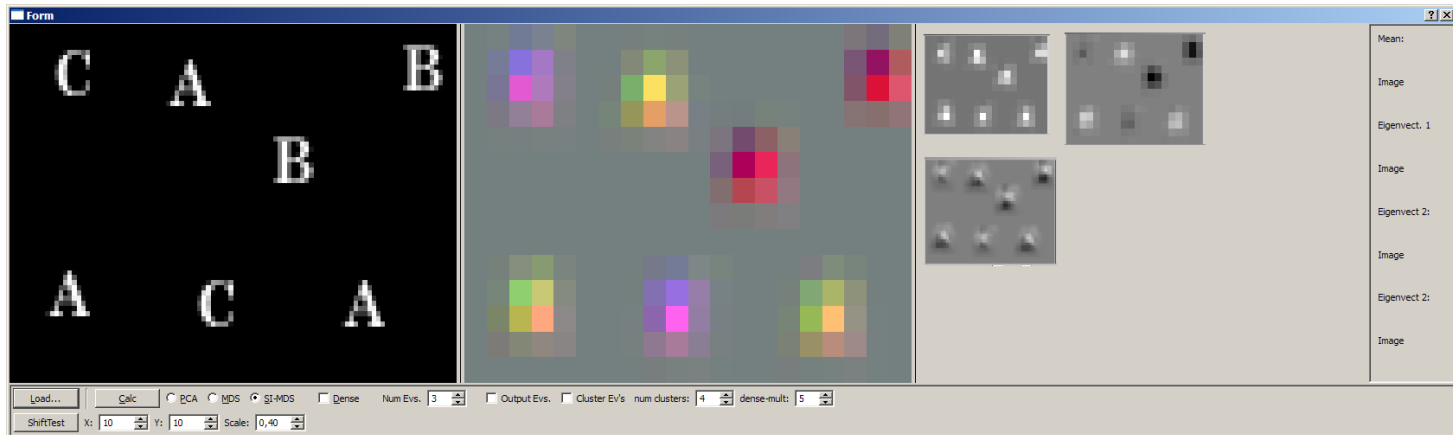 Form
C A B
B
A C A
Mean:
Image
Eigenvect. 1
Image
Eigenvect 2:
Image
Eigenvect 2:
Image
Load... Calc PCA MDS SI-MDS Dense Num Evs. 3 Output Evs. Cluster Ev's num clusters: 4 dense-mult: 5
ShiftTest X: 10 Y: 10 Scale: 0,40